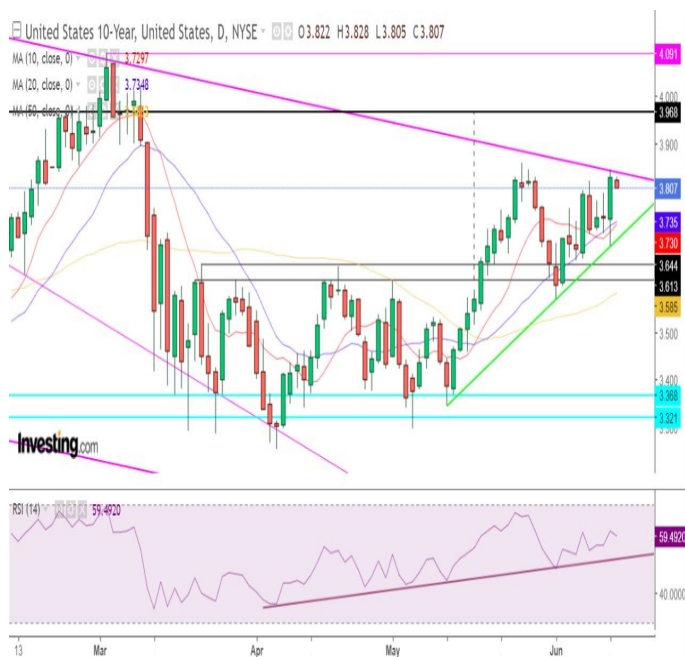 United States 10-Year, United States, D, NYSE O3.822 H3.828 L3.805 C3.807
MA (10, close, 0) 3.7297
MA (20, close, 0) 3.7348
MA (50, close, 0)
4.091
4.000
3.968
3.900
3.807
3.735
3.730
3.644
3.613
3.585
3.500
3.400
3.368
3.321
Investing.com
RSI (14) 59.4920
59.4920
40.0000
13 Mar Apr May Jun